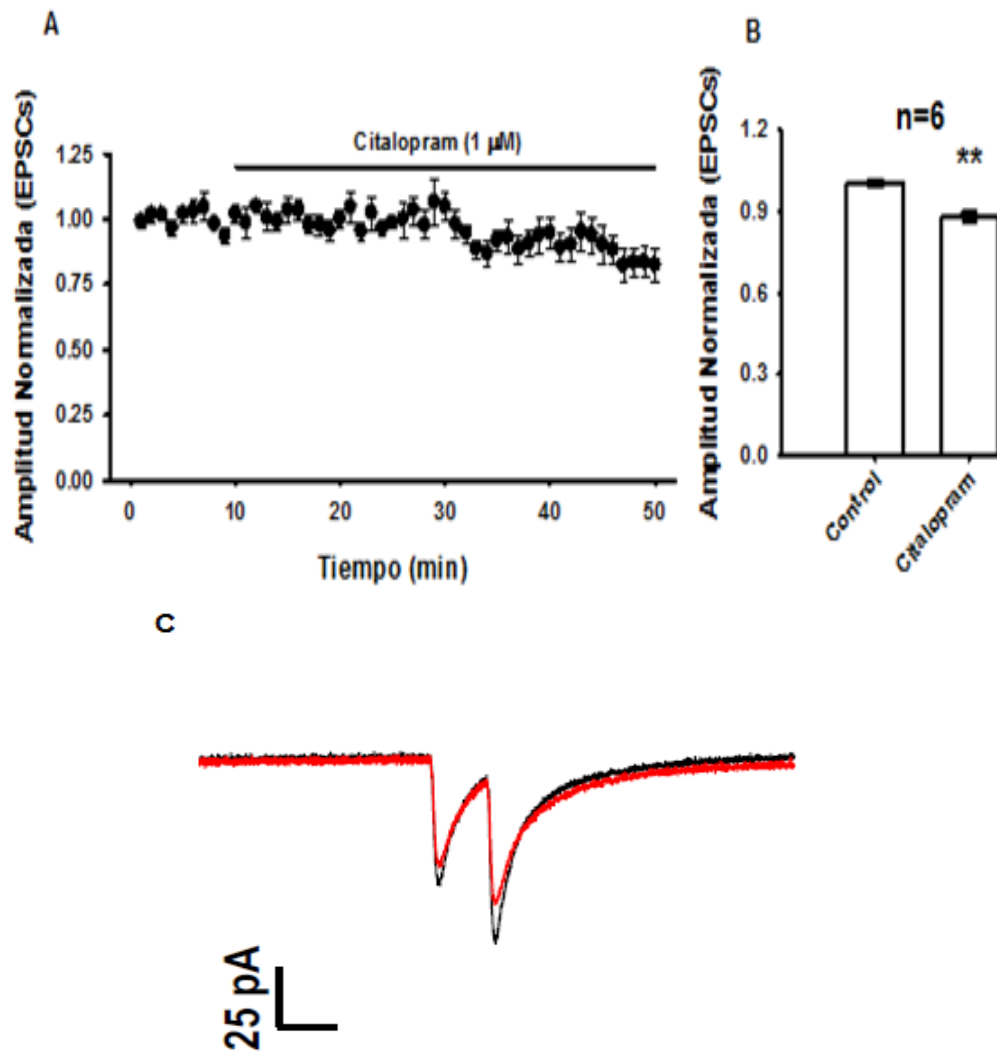 A
Amplitud Normalizada (EPSCs)
Citalopram (1 µM)
1.25
1.00
0.75
0.50
0.25
0.00
0 10 20 30 40 50
Tiempo (min)
B
Amplitud Normalizada (EPSCs)
n=6
**
1.2
0.9
0.6
0.3
0.0
Control
Citalopram
C
25 pA